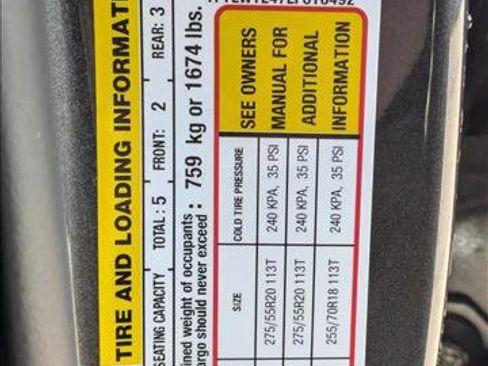 TIRE AND LOADING INFORMATI
SEATING CAPACITY TOTAL : 5 FRONT: 2 REAR: 3
ined weight of occupants
argo should never exceed : 759 kg or 1674 lbs.
SIZE COLD TIRE PRESSURE SEE OWNERS
275/55R20 113T 240 KPA, 35 PSI MANUAL FOR
275/55R20 113T 240 KPA, 35 PSI ADDITIONAL
255/70R18 113T 240 KPA, 35 PSI INFORMATION